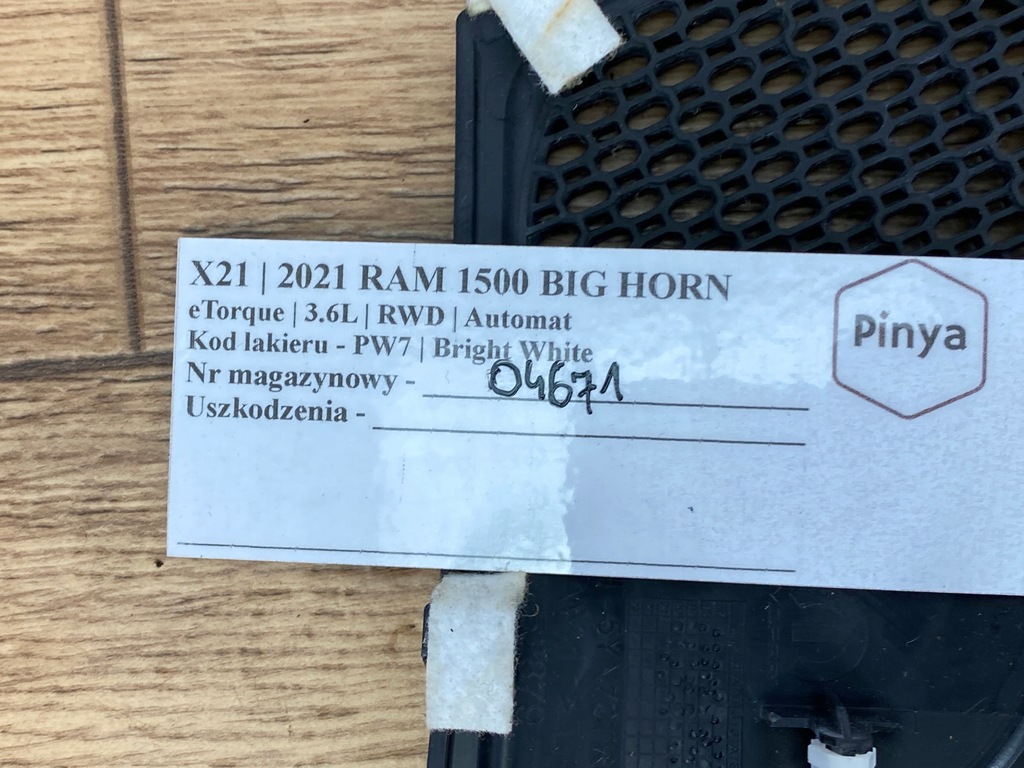 X21 | 2021 RAM 1500 BIG HORN
eTorque | 3.6L | RWD | Automat
Kod lakieru - PW7 | Bright White
Nr magazynowy - 04671
Uszkodzenia -
Pinya